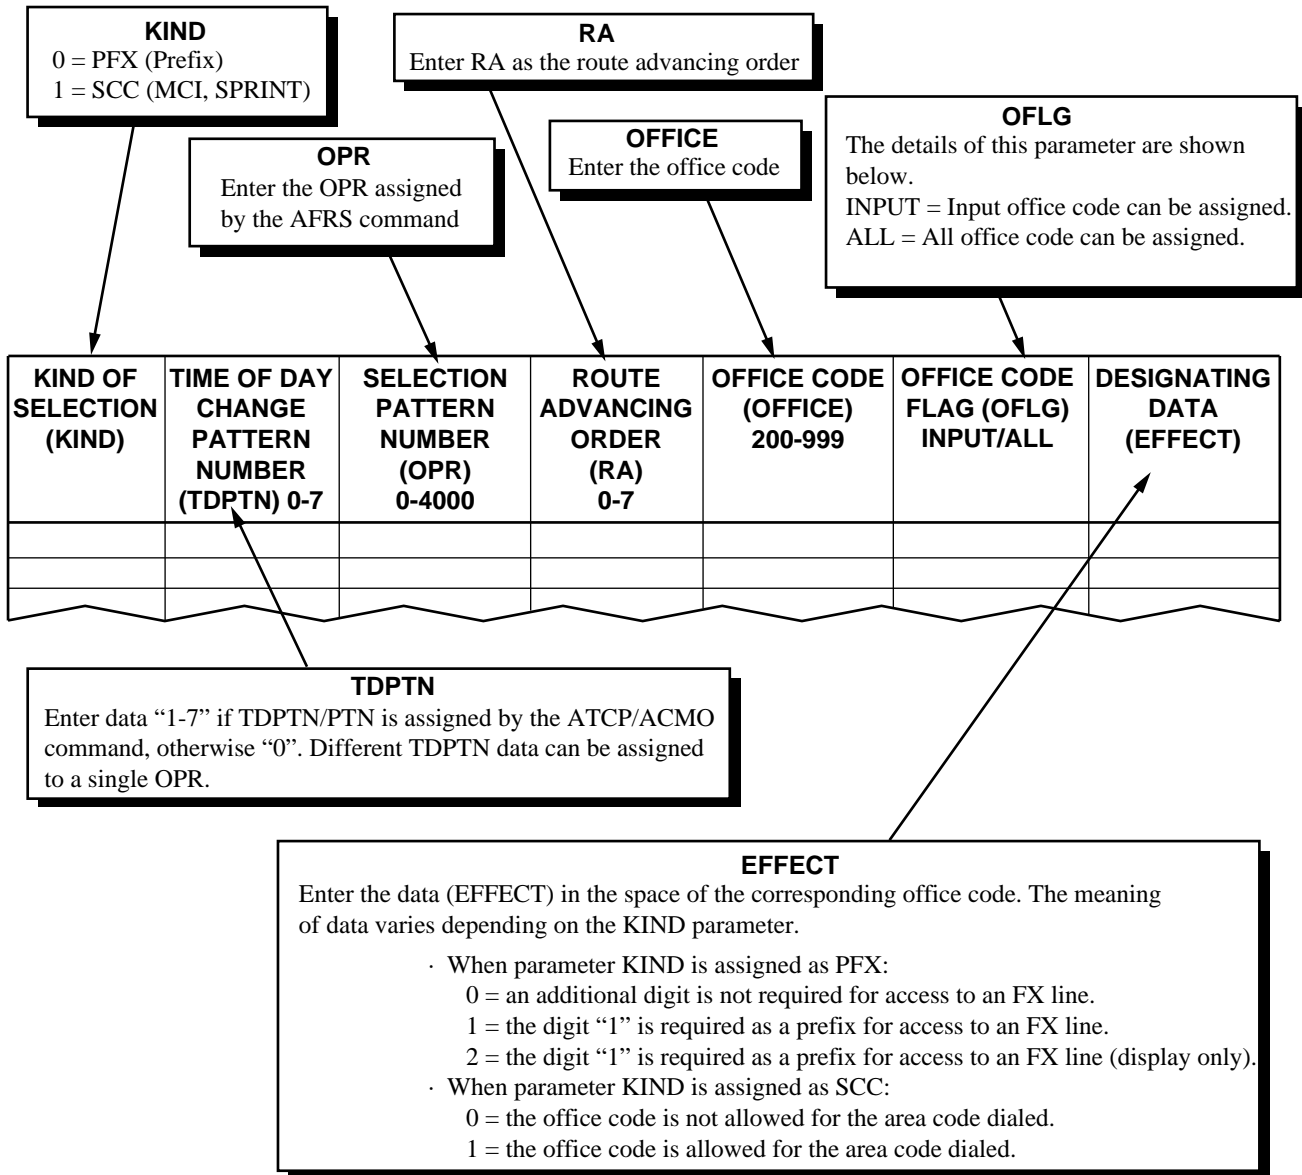 KIND
0 = PFX (Prefix)
1 = SCC (MCI, SPRINT)
RA
Enter RA as the route advancing order
OPR
Enter the OPR assigned
by the AFRS command
OFFICE
Enter the office code
OFLG
The details of this parameter are shown
below.
INPUT = Input office code can be assigned.
ALL = All office code can be assigned.
KIND OF
SELECTION
(KIND)
TIME OF DAY
CHANGE
PATTERN
NUMBER
(TDPTN) 0-7
SELECTION
PATTERN
NUMBER
(OPR)
0-4000
ROUTE
ADVANCING
ORDER
(RA)
0-7
OFFICE CODE
(OFFICE)
200-999
OFFICE CODE
FLAG (OFLG)
INPUT/ALL
DESIGNATING
DATA
(EFFECT)
TDPTN
Enter data “1-7” if TDPTN/PTN is assigned by the ATCP/ACMO
command, otherwise “0”. Different TDPTN data can be assigned
to a single OPR.
EFFECT
Enter the data (EFFECT) in the space of the corresponding office code. The meaning
of data varies depending on the KIND parameter.
· When parameter KIND is assigned as PFX:
0 = an additional digit is not required for access to an FX line.
1 = the digit “1” is required as a prefix for access to an FX line.
2 = the digit “1” is required as a prefix for access to an FX line (display only).
· When parameter KIND is assigned as SCC:
0 = the office code is not allowed for the area code dialed.
1 = the office code is allowed for the area code dialed.